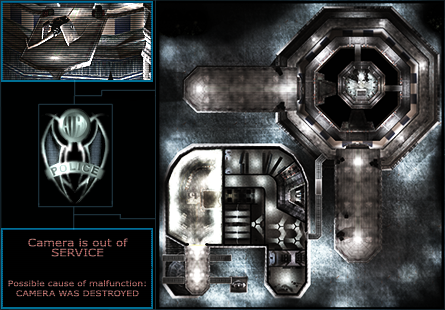 POLICE
Camera is out of
SERVICE
Possible cause of malfunction:
CAMERA WAS DESTROYED